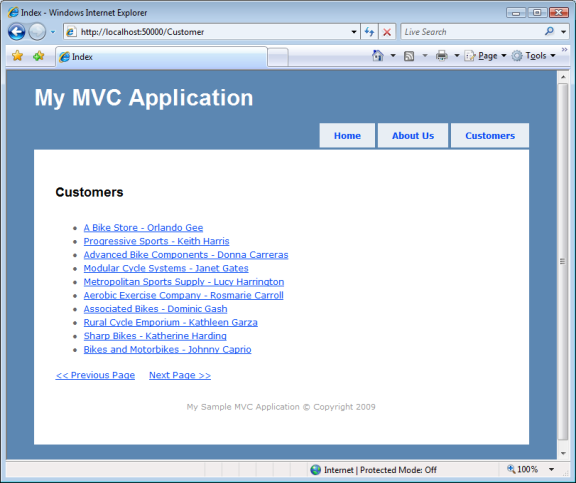 Index - Windows Internet Explorer
http://localhost:50000/Customer
Live Search
Index
Page
Tools
My MVC Application
Home
About Us
Customers
Customers
A Bike Store - Orlando Gee
Progressive Sports - Keith Harris
Advanced Bike Components - Donna Carreras
Modular Cycle Systems - Janet Gates
Metropolitan Sports Supply - Lucy Harrington
Aerobic Exercise Company - Rosmarie Carroll
Associated Bikes - Dominic Gash
Rural Cycle Emporium - Kathleen Garza
Sharp Bikes - Katherine Harding
Bikes and Motorbikes - Johnny Caprio
<< Previous Page Next Page >>
My Sample MVC Application © Copyright 2009
Internet | Protected Mode: Off
100%